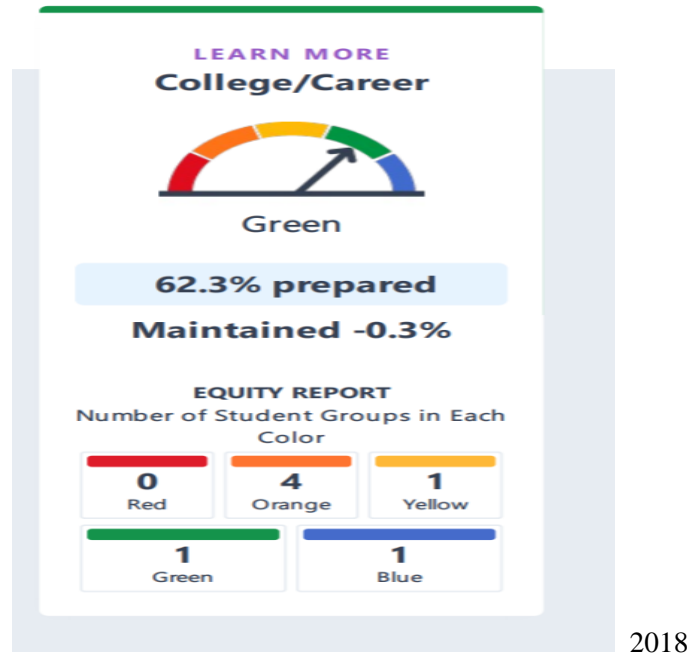 LEARN MORE
College/Career
Green
62.3% prepared
Maintained -0.3%
EQUITY REPORT
Number of Student Groups in Each
Color
0
Red
4
Orange
1
Yellow
1
Green
1
Blue
2018